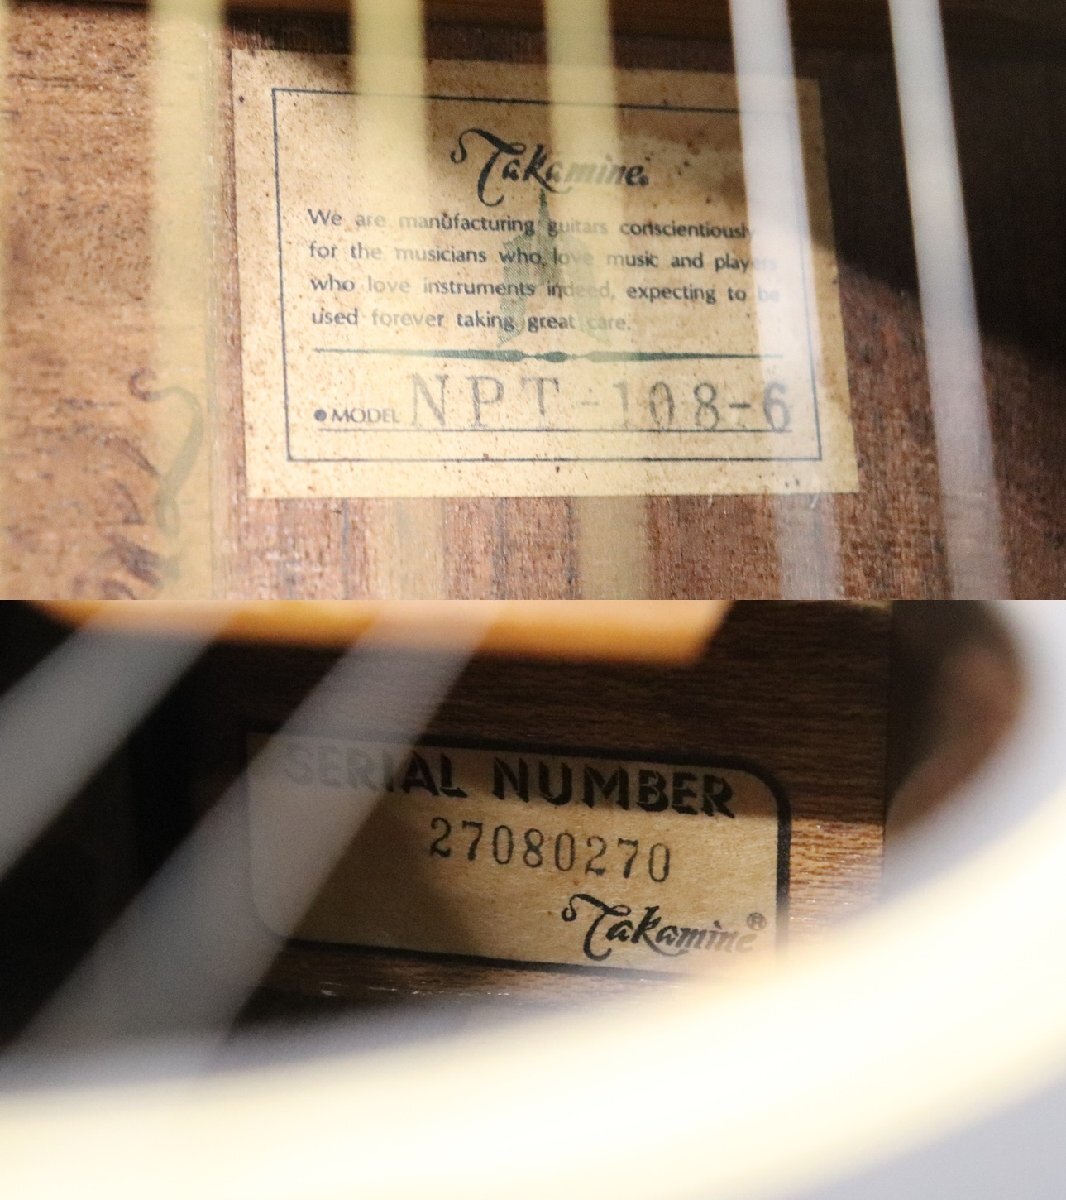 Takamine®
We are manufacturing guitars conscientiously
for the musicians who love music and players
who love instruments indeed, expecting to be
used forever taking great care.
●MODEL NPT-108-6
SERIAL NUMBER
27080270
Takamine®